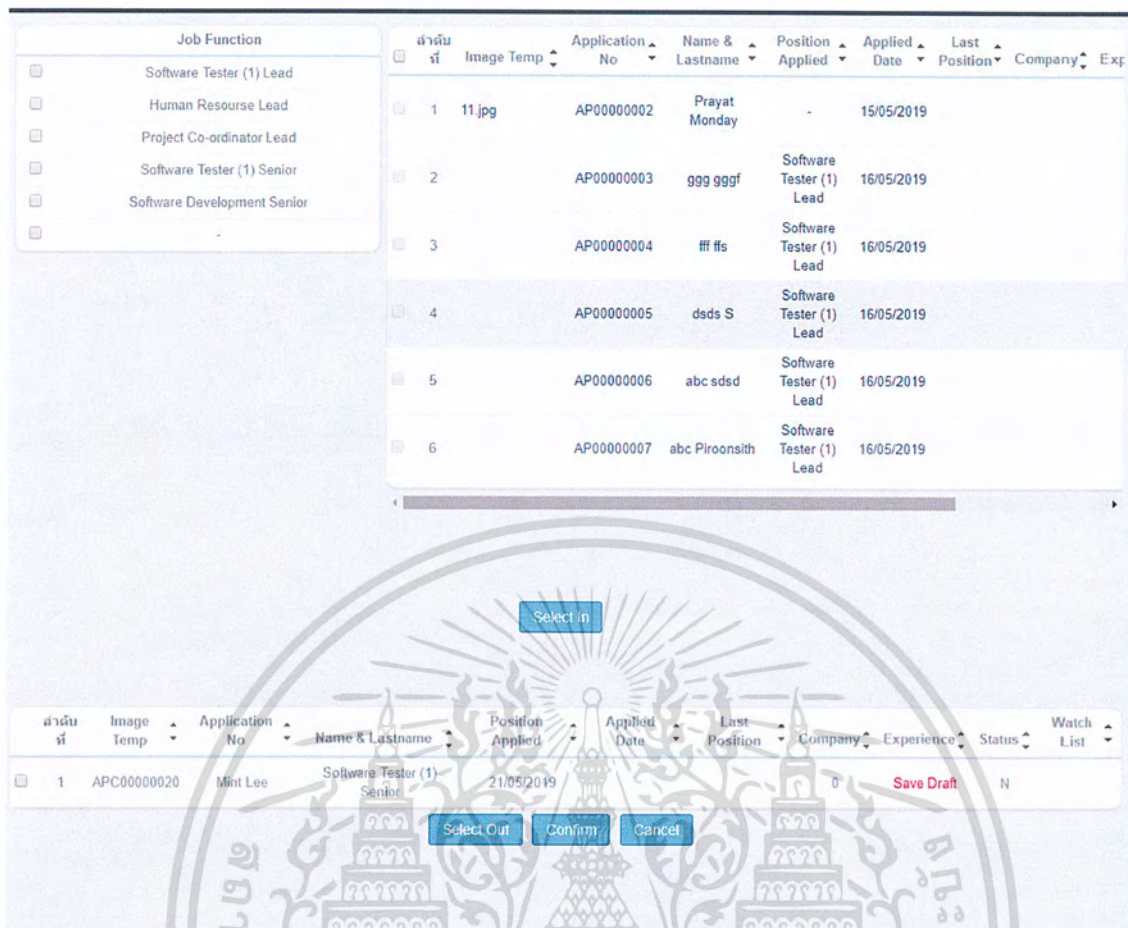 Job Function
Software Tester (1) Lead
Human Resourse Lead
Project Co-ordinator Lead
Software Tester (1) Senior
Software Development Senior
-
ลำดับที่ Image Temp Application No Name & Lastname Position Applied Applied Date Last Position Company Exp
1 11.jpg AP00000002 Prayat Monday - 15/05/2019
2 AP00000003 ggg gggf Software Tester (1) Lead 16/05/2019
3 AP00000004 fff ffs Software Tester (1) Lead 16/05/2019
4 AP00000005 dsds S Software Tester (1) Lead 16/05/2019
5 AP00000006 abc sdsd Software Tester (1) Lead 16/05/2019
6 AP00000007 abc Piroonsith Software Tester (1) Lead 16/05/2019
Select In
ลำดับที่ Image Temp Application No Name & Lastname Position Applied Applied Date Last Position Company Experience Status Watch List
1 APC00000020 Mint Lee Software Tester (1) Senior 21/05/2019 0 Save Draft N
Select Out Confirm Cancel